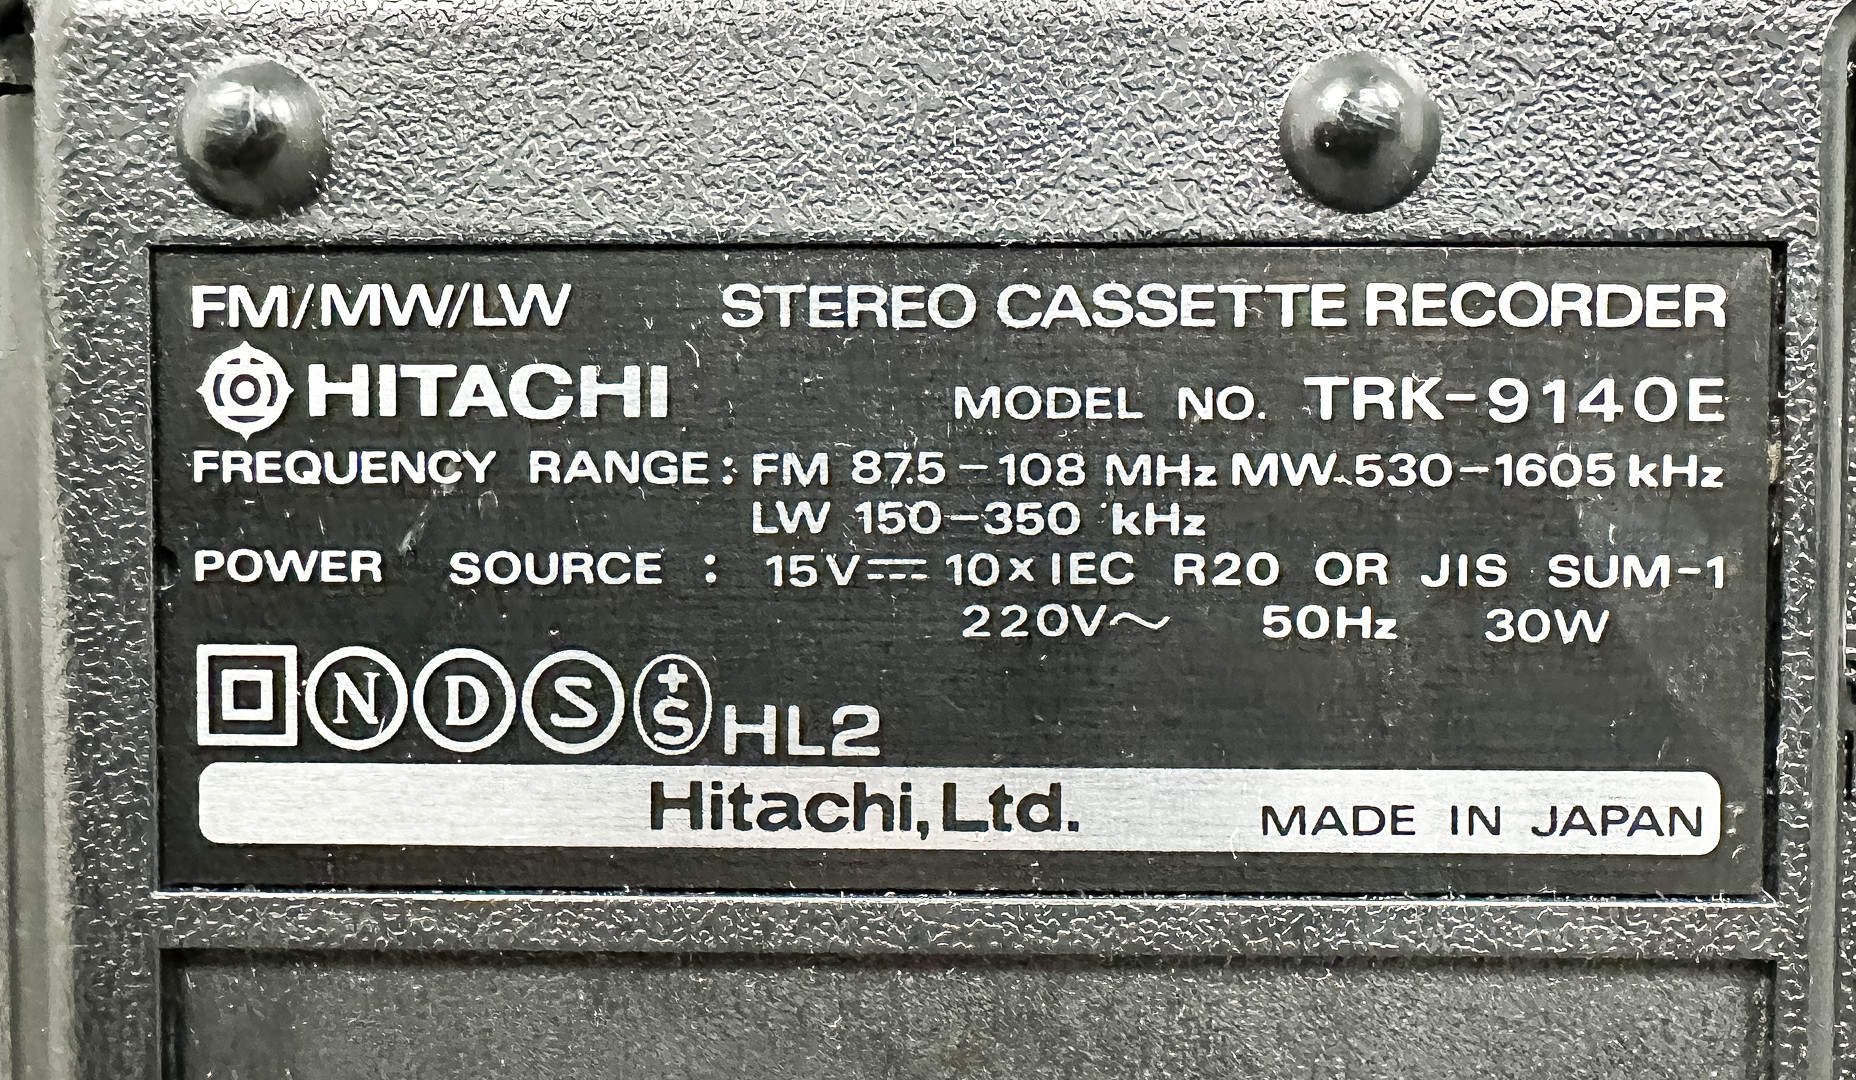 FM/MW/LW STEREO CASSETTE RECORDER
HITACHI MODEL NO. TRK-9140E
FREQUENCY RANGE: FM 87.5-108 MHz MW 530-1605 kHz
LW 150-350 kHz
POWER SOURCE : 15V⎓ 10×IEC R20 OR JIS SUM-1
220V~ 50Hz 30W
N D S +S HL2
Hitachi, Ltd. MADE IN JAPAN